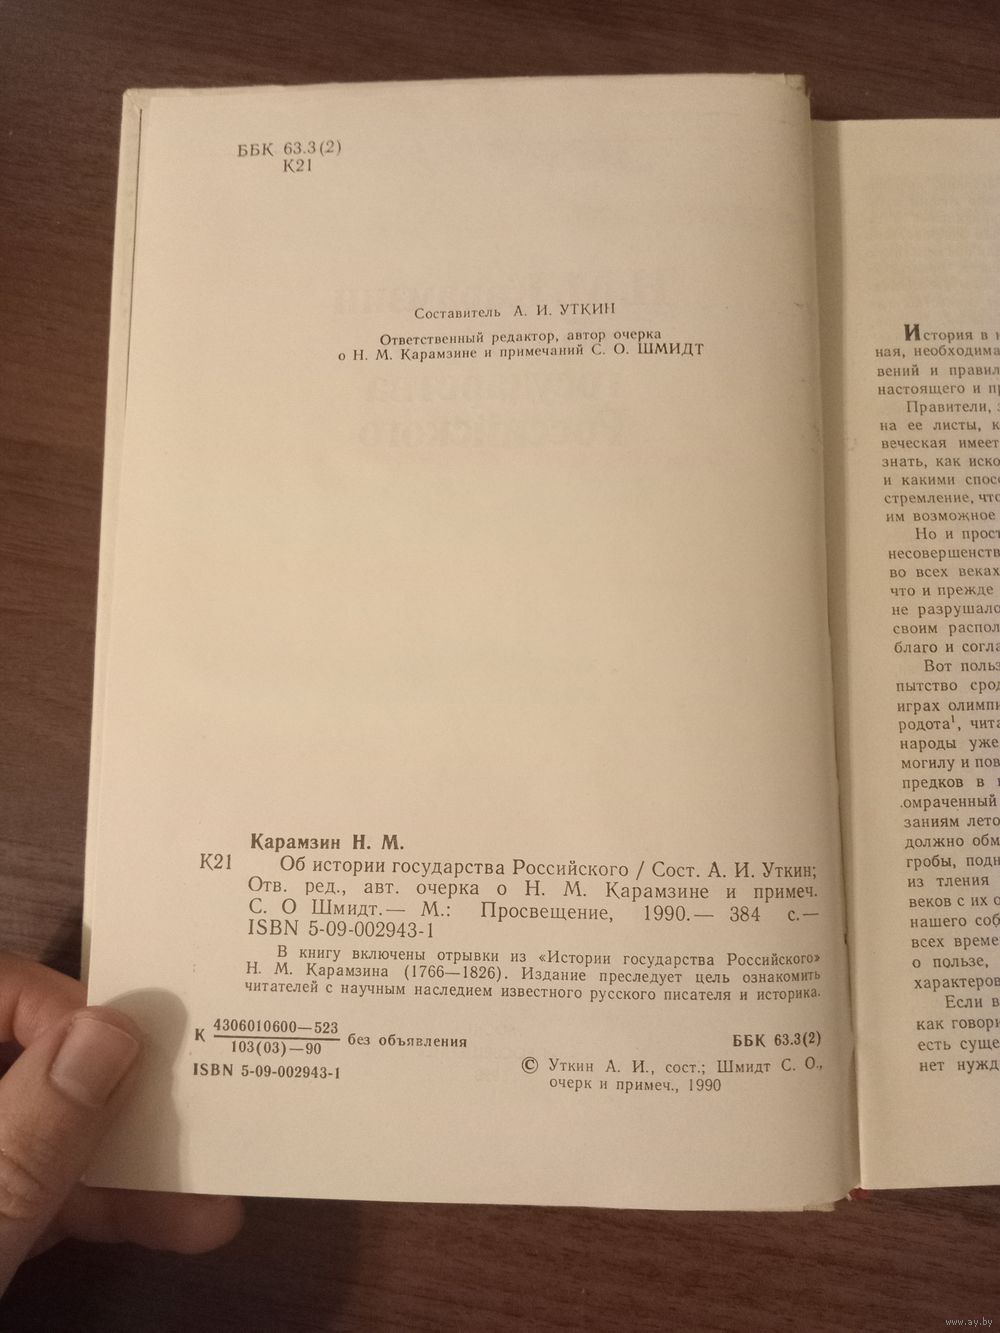 ББК 63.3(2)
К21
Составитель А. И. УТКИН
Ответственный редактор, автор очерка
о Н. М. Карамзине и примечаний С. О. ШМИДТ
Карамзин Н. М.
К21 Об истории государства Российского / Сост. А. И. Уткин;
Отв. ред., авт. очерка о Н. М. Карамзине и примеч.
С. О Шмидт.— М.: Просвещение, 1990.— 384 с.—
ISBN 5-09-002943-1
В книгу включены отрывки из «Истории государства Российского»
Н. М. Карамзина (1766—1826). Издание преследует цель ознакомить
читателей с научным наследием известного русского писателя и историка.
К 4306010600—523
103(03)—90 без объявления
ББК 63.3(2)
ISBN 5-09-002943-1
© Уткин А. И., сост.; Шмидт С. О.,
очерк и примеч., 1990
История в
ная, необходима
вений и правил
настоящего и
Правители,
на ее листы, к
веческая имеет
знать, как иско
и какими спос
стремление, что
им возможное
Но и прост
несовершенств
во всех веках
что и прежде
не разрушало
своим распол
благо и согла
Вот польз
пытство срод
играх олимпи
родота¹, чита
народы уже
могилу и пов
предков в
омраченный
заниям лето
должно обм
гробы, подн
из тления
веков с их
нашего соб
всех време
о пользе,
характеров
Если в
как говори
есть суще
нет нужд
www.ay.by